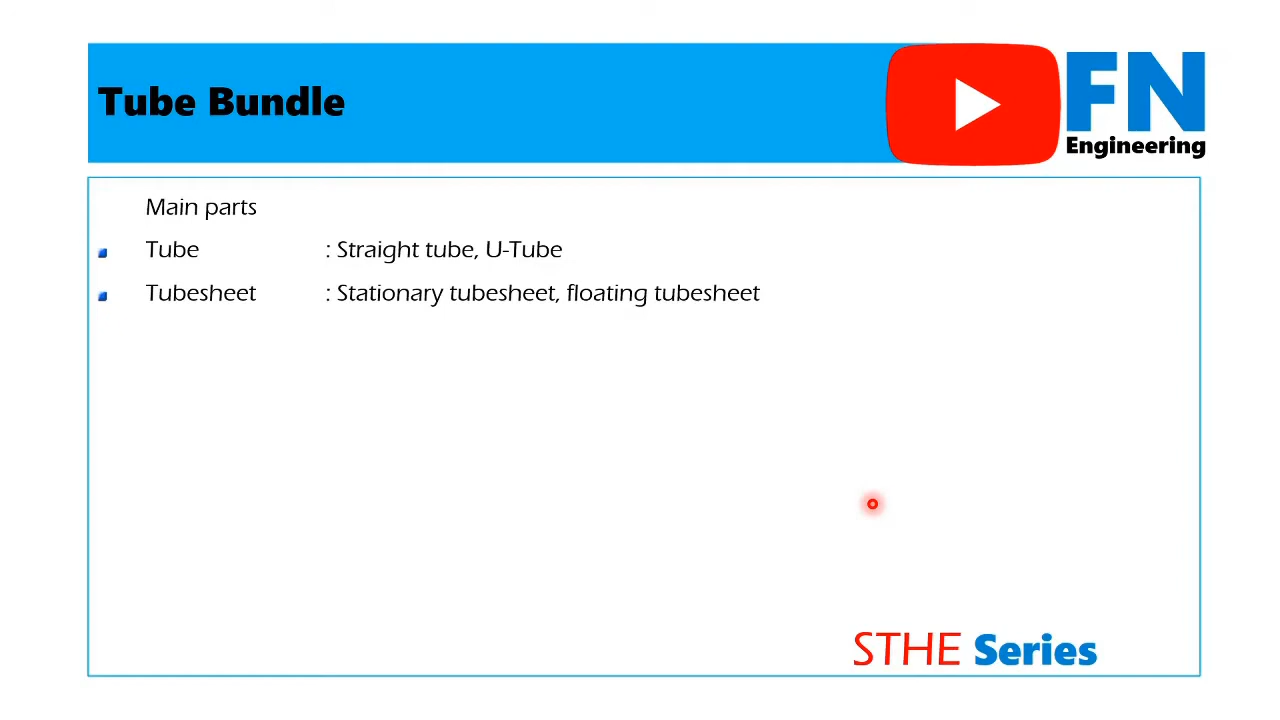 Tube Bundle
FN
Engineering
Main parts
Tube : Straight tube, U-Tube
Tubesheet : Stationary tubesheet, floating tubesheet
STHE Series